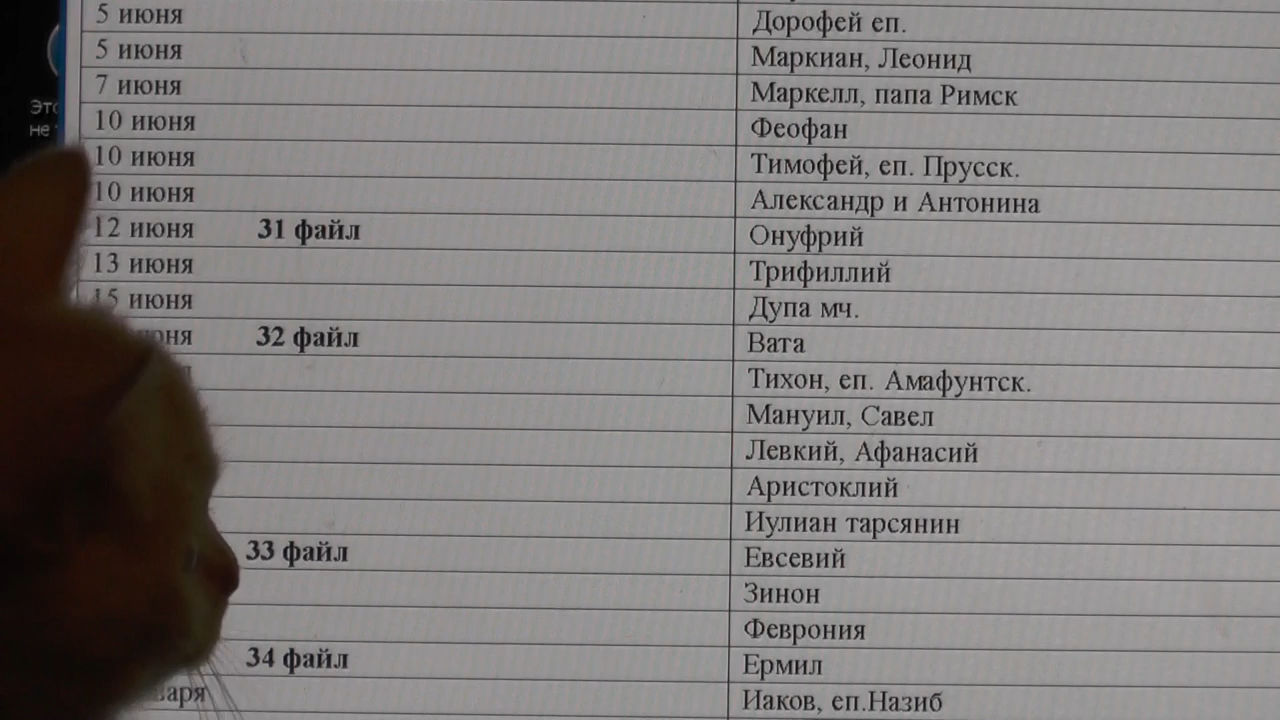 5 июня Дорофей еп.
5 июня Маркиан, Леонид
7 июня Маркелл, папа Римск
Это
не
10 июня Феофан
10 июня Тимофей, еп. Прусск.
10 июня Александр и Антонина
12 июня 31 файл Онуфрий
13 июня Трифиллий
15 июня Дупа мч.
32 файл Вата
Тихон, еп. Амафунтск.
Мануил, Савел
Левкий, Афанасий
Аристоклий
Иулиан тарсянин
33 файл Евсевий
Зинон
Феврония
34 файл Ермил
Иаков, еп.Назиб